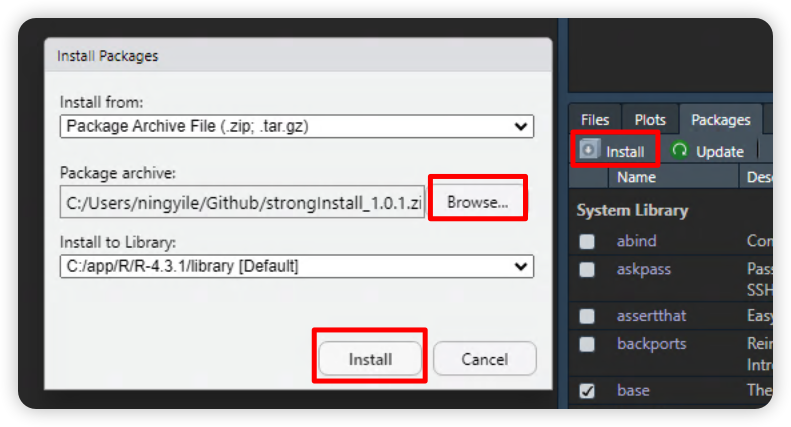 Install Packages
Install from:
Package Archive File (.zip; .tar.gz)
Package archive:
C:/Users/ningyile/Github/strongInstall_1.0.1.zi
Browse...
Install to Library:
C:/app/R/R-4.3.1/library [Default]
Install
Cancel
Files Plots Packages
Install Update
Name Des
System Library
abind Con
askpass Pass
SSH
assertthat Easy
backports Rei
Intr
base The